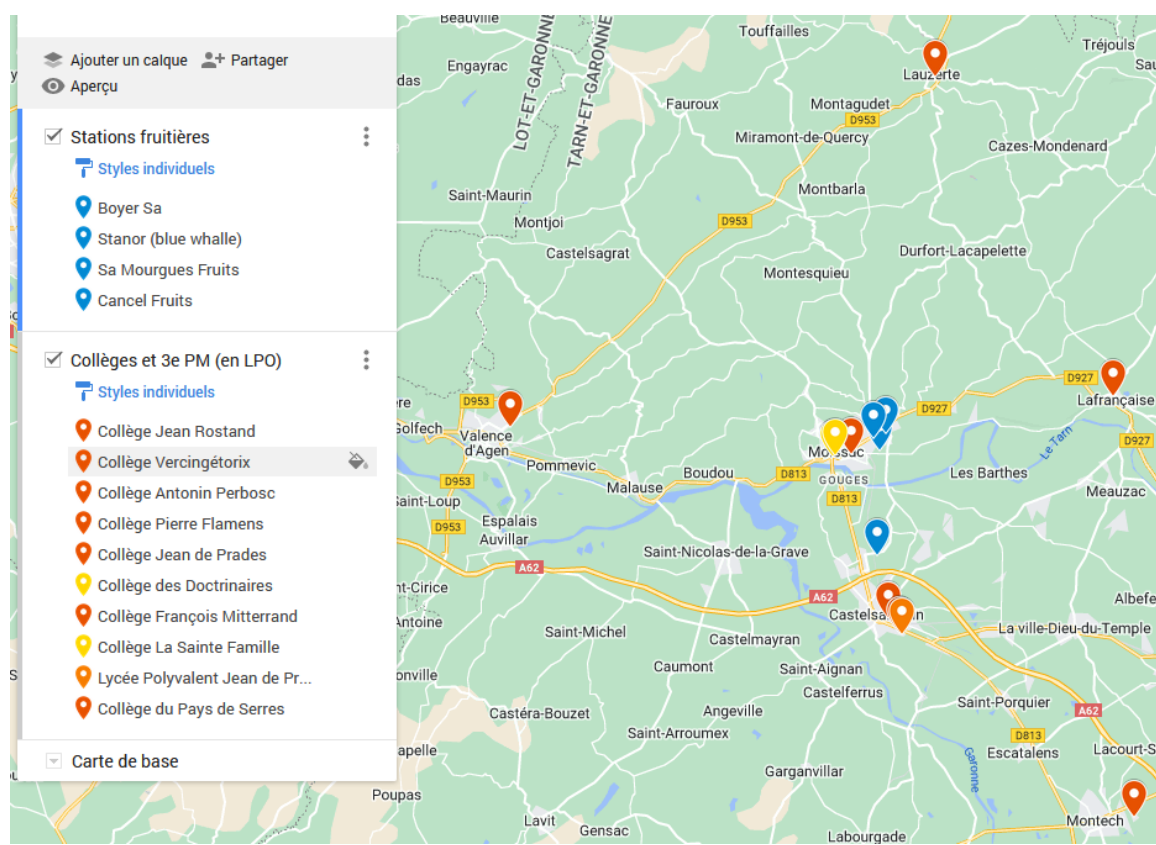 Ajouter un calque Partager
Aperçu
Stations fruitières
Styles individuels
Boyer Sa
Stanor (blue whalle)
Sa Mourgues Fruits
Cancel Fruits
Collèges et 3e PM (en LPO)
Styles individuels
Collège Jean Rostand
Collège Vercingétorix
Collège Antonin Perbosc
Collège Pierre Flamens
Collège Jean de Prades
Collège des Doctrinaires
Collège François Mitterrand
Collège La Sainte Famille
Lycée Polyvalent Jean de Pr...
Collège du Pays de Serres
Carte de base
Beauville
Touffailles
Tréjouls
Engayrac
LOT-ET-GARONNE
TARN-ET-GARONNE
Lauzerte
Fauroux
Montagudet
D953
Miramont-de-Quercy
Cazes-Mondenard
Saint-Maurin
Montbarla
Montjoi
D953
Castelsagrat
Durfort-Lacapelette
Montesquieu
D927
D953
Lafrançaise
D927
Golfech
Valence
d'Agen
Le Tarn
D927
Moissac
Pommevic
Boudou
D813
GOUGES
Les Barthes
D953
Malause
Meauzac
Saint-Loup
D813
Espalais
D953
Auvillar
Saint-Nicolas-de-la-Grave
A62
A62
Castelsarrasin
Saint-Michel
Castelmayran
La ville-Dieu-du-Temple
Caumont
Saint-Aignan
Castelferrus
Saint-Porquier
A62
Castéra-Bouzet
Angeville
Saint-Arroumex
D813
Escatalens
Garonne
Garganvillar
Poupas
Lavit
Gensac
Montech
Labourgade